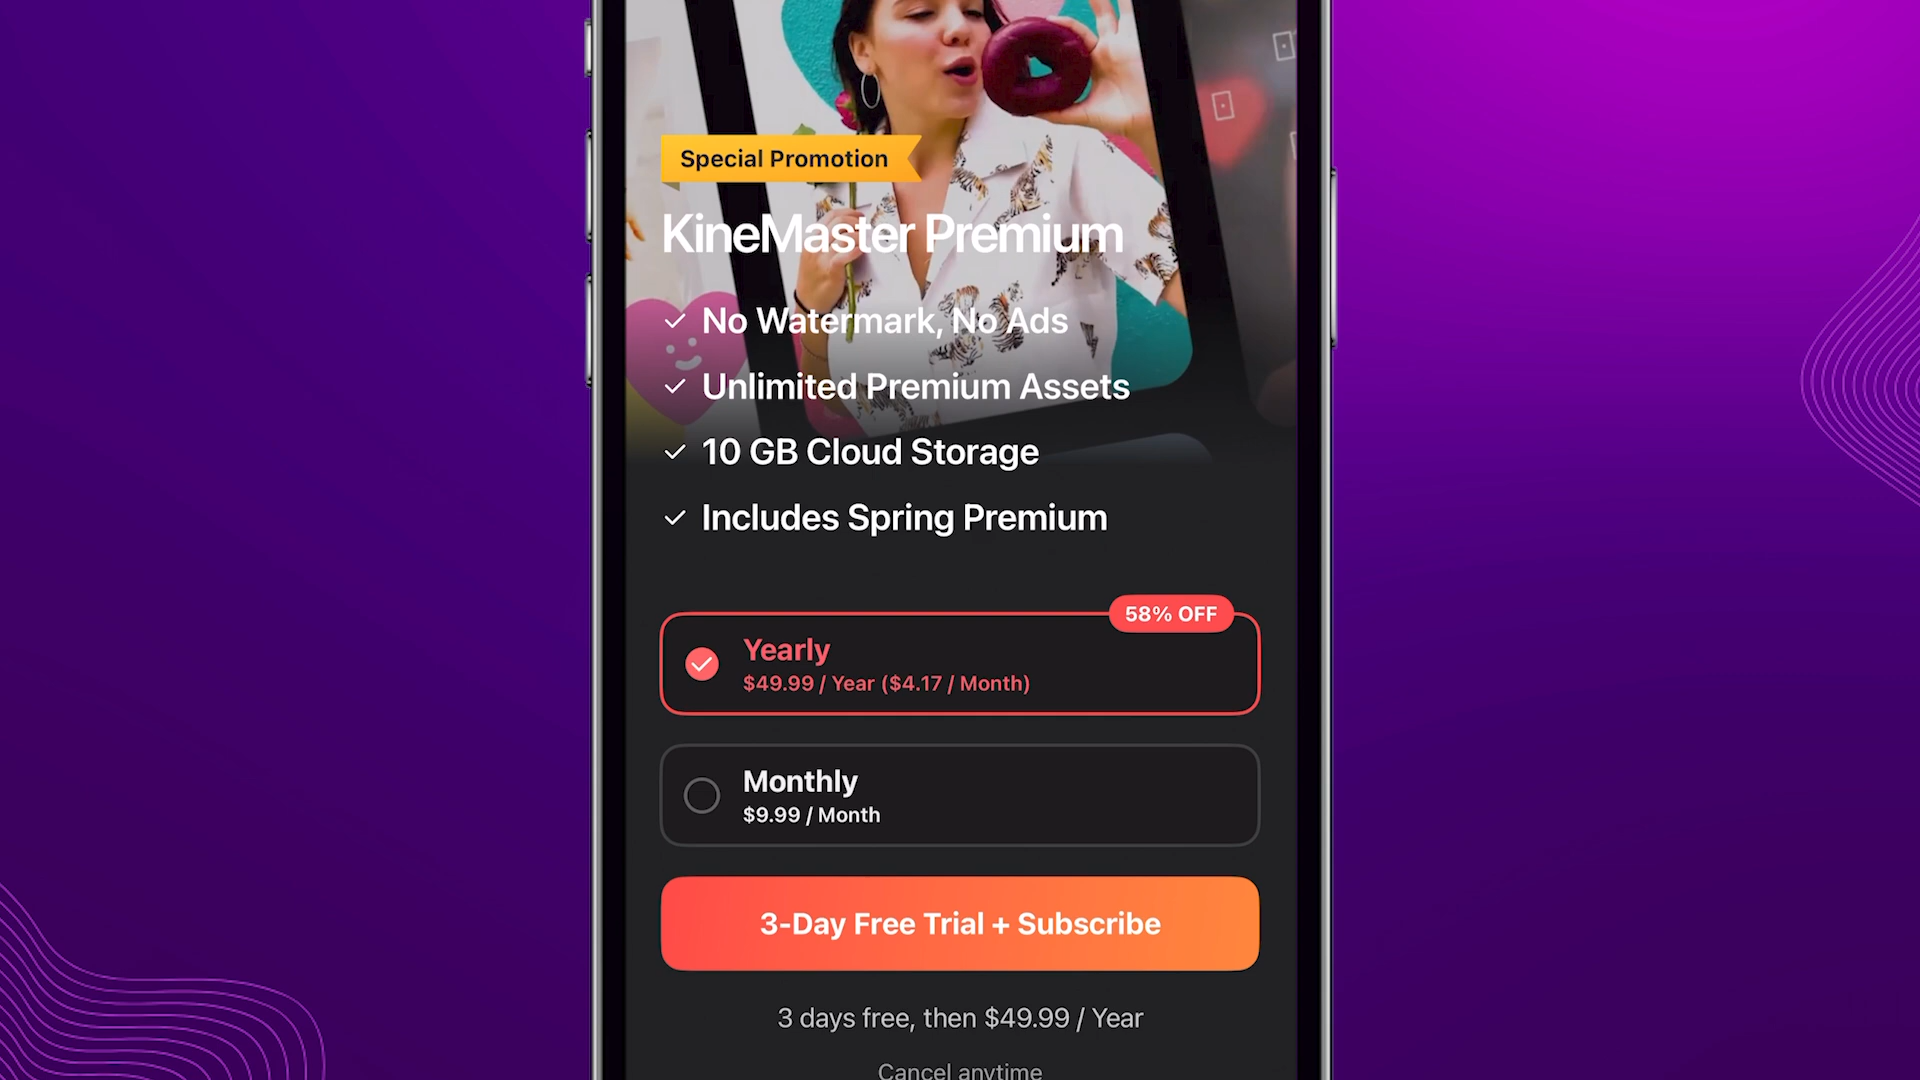 Special Promotion
KineMaster Premium
No Watermark, No Ads
Unlimited Premium Assets
10 GB Cloud Storage
Includes Spring Premium
58% OFF
Yearly
$49.99 / Year ($4.17 / Month)
Monthly
$9.99 / Month
3-Day Free Trial + Subscribe
3 days free, then $49.99 / Year
Cancel anytime